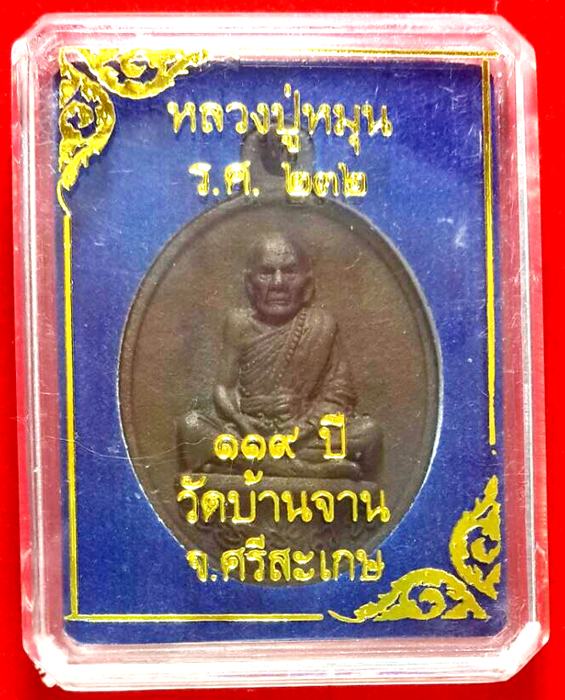 หลวงปู่หมุน
ร.ศ. ๒๓๒
๑๑๙ ปี
วัดบ้านจาน
จ.ศรีสะเกษ